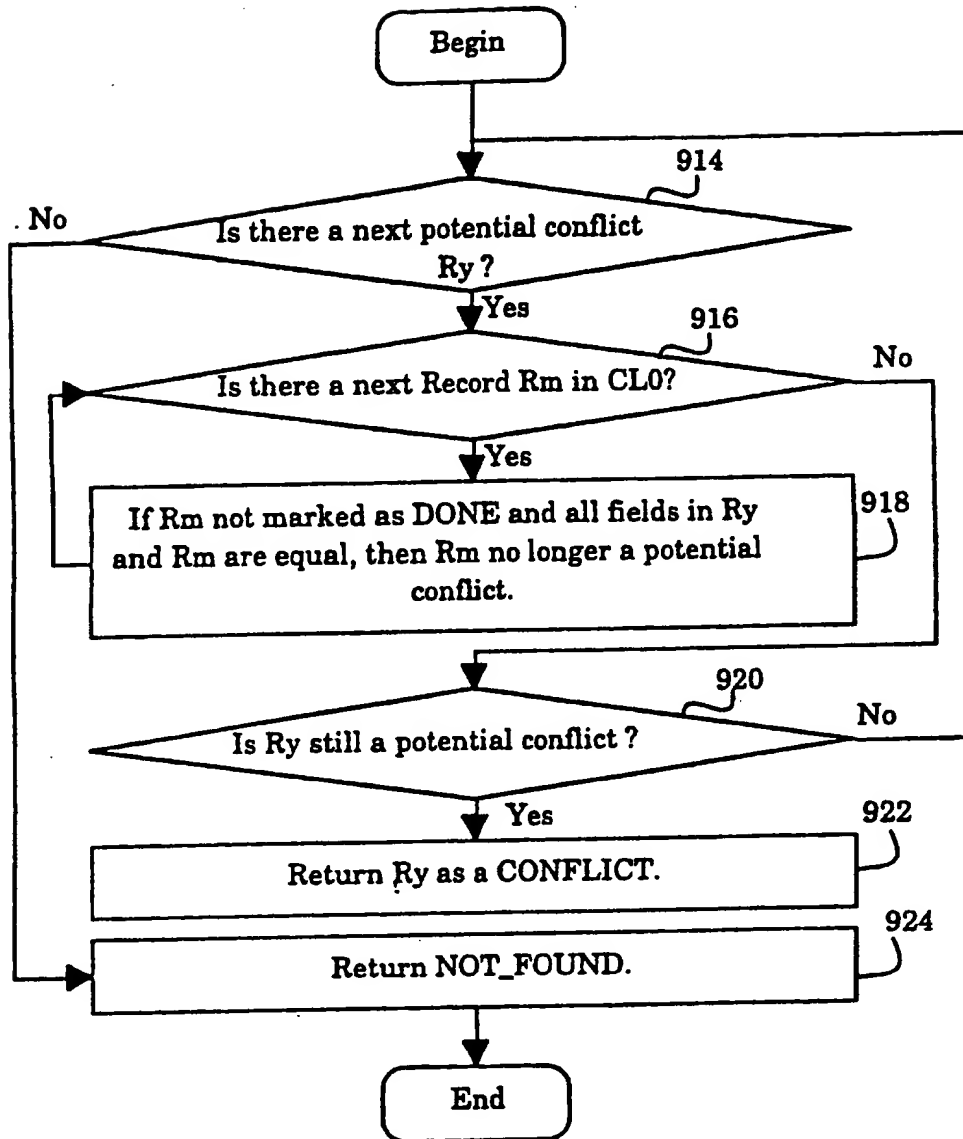 Begin
914
No
Is there a next potential conflict
Ry ?
Yes
916
No
Is there a next Record Rm in CL0?
Yes
918
If Rm not marked as DONE and all fields in Ry
and Rm are equal, then Rm no longer a potential
conflict.
920
No
Is Ry still a potential conflict ?
Yes
922
Return Ry as a CONFLICT.
924
Return NOT_FOUND.
End